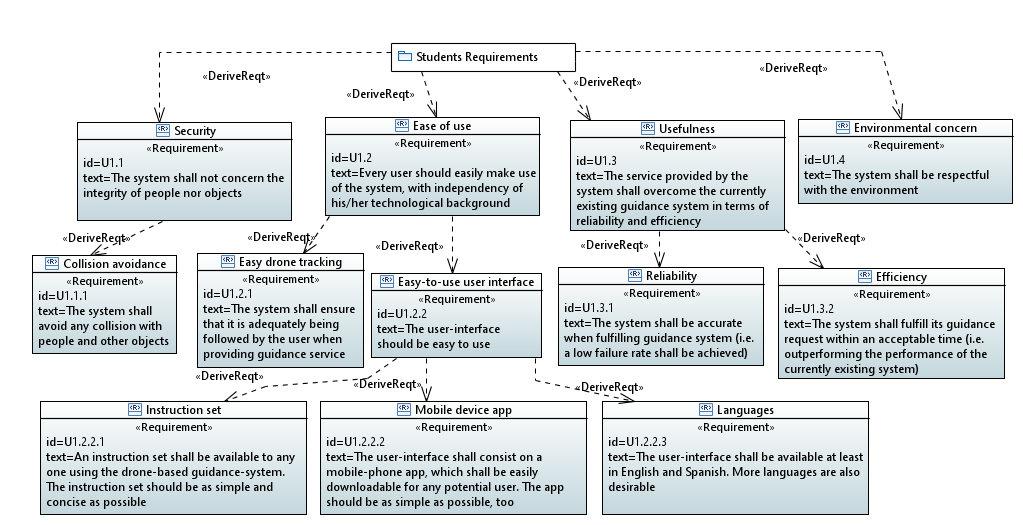 Students Requirements
«DeriveReqt»
«DeriveReqt»
«DeriveReqt»
«DeriveReqt»
«R» Security
«Requirement»
id=U1.1
text=The system shall not concern the
integrity of people nor objects
«R» Ease of use
«Requirement»
id=U1.2
text=Every user should easily make use
of the system, with independency of
his/her technological background
«R» Usefulness
«Requirement»
id=U1.3
text=The service provided by the
system shall overcome the currently
existing guidance system in terms of
reliability and efficiency
«R» Environmental concern
«Requirement»
id=U1.4
text=The system shall be respectful
with the environment
«DeriveReqt»
«DeriveReqt»
«DeriveReqt»
«DeriveReqt»
«DeriveReqt»
«R» Collision avoidance
«Requirement»
id=U1.1.1
text=The system shall
avoid any collision with
people and other objects
«R» Easy drone tracking
«Requirement»
id=U1.2.1
text=The system shall ensure
that it is adequately being
followed by the user when
providing guidance service
«R» Easy-to-use user interface
«Requirement»
id=U1.2.2
text=The user-interface
should be easy to use
«R» Reliability
«Requirement»
id=U1.3.1
text=The system shall be accurate
when fulfilling guidance system (i.e.
a low failure rate shall be achieved)
«R» Efficiency
«Requirement»
id=U1.3.2
text=The system shall fulfill its guidance
request within an acceptable time (i.e.
outperforming the performance of the
currently existing system)
«DeriveReqt»
«DeriveReqt»
«DeriveReqt»
«R» Instruction set
«Requirement»
id=U1.2.2.1
text=An instruction set shall be available to any
one using the drone-based guidance-system.
The instruction set should be as simple and
concise as possible
«R» Mobile device app
«Requirement»
id=U1.2.2.2
text=The user-interface shall consist on a
mobile-phone app, which shall be easily
downloadable for any potential user. The app
should be as simple as possible, too
«R» Languages
«Requirement»
id=U1.2.2.3
text=The user-interface shall be available at least
in English and Spanish. More languages are also
desirable